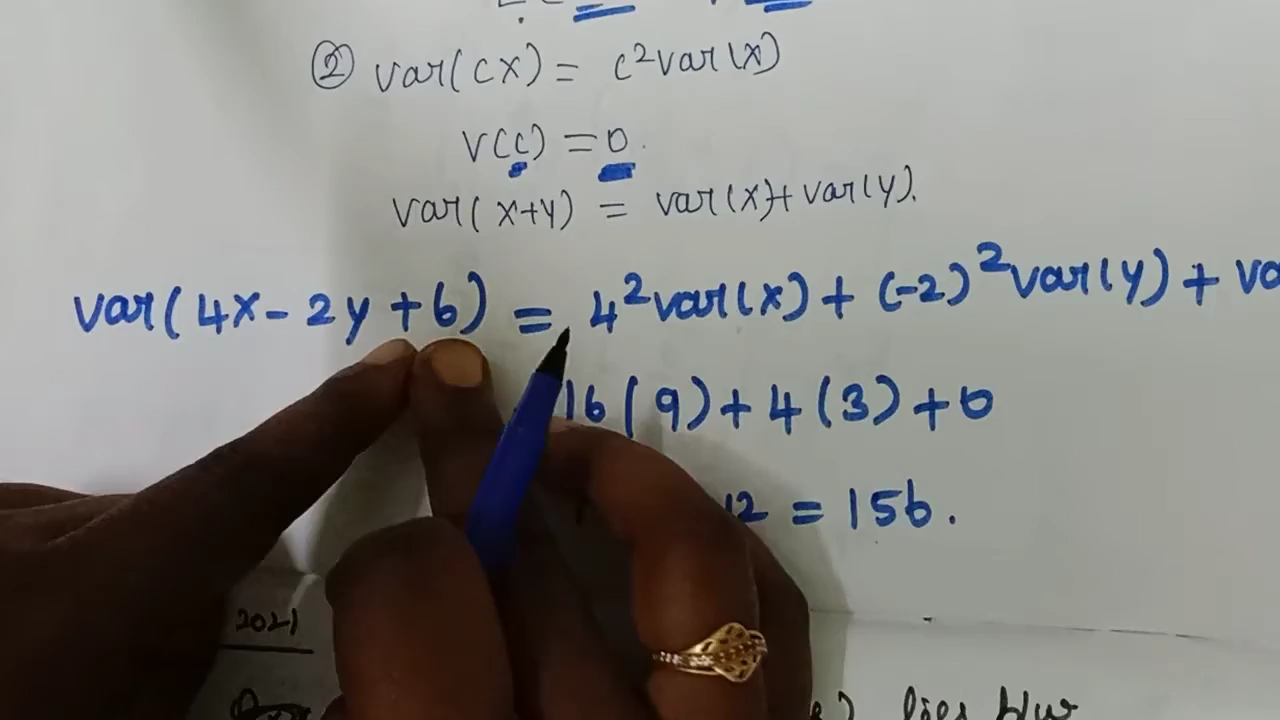 ② var(cX) = c²var(X)
V(c) = 0.
var(X+Y) = var(X)+var(Y).
var(4x-2y+6) = 4²var(x) + (-2)²var(y) +
16(9)+4(3)+0
12 = 156.
2021
lies b/w